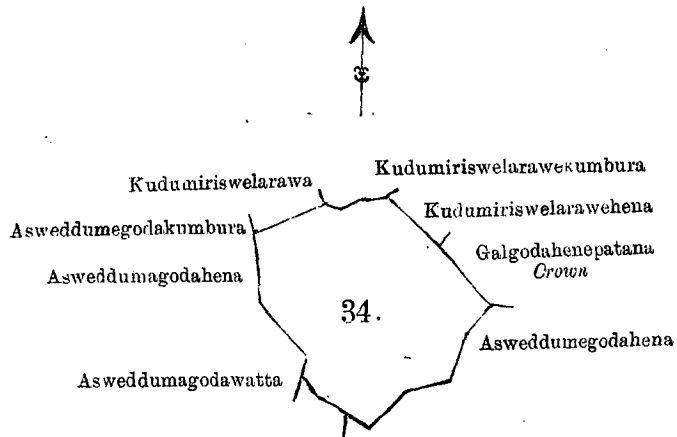 Kudumiriswelarawekumbura
Kudumiriswelarawa
Kudumiriswelarawehena
Asweddumegodakumbura
Galgodahenepatana
Crown
Asweddumagodahena
34.
Asweddumegodahena
Asweddumagodawatta